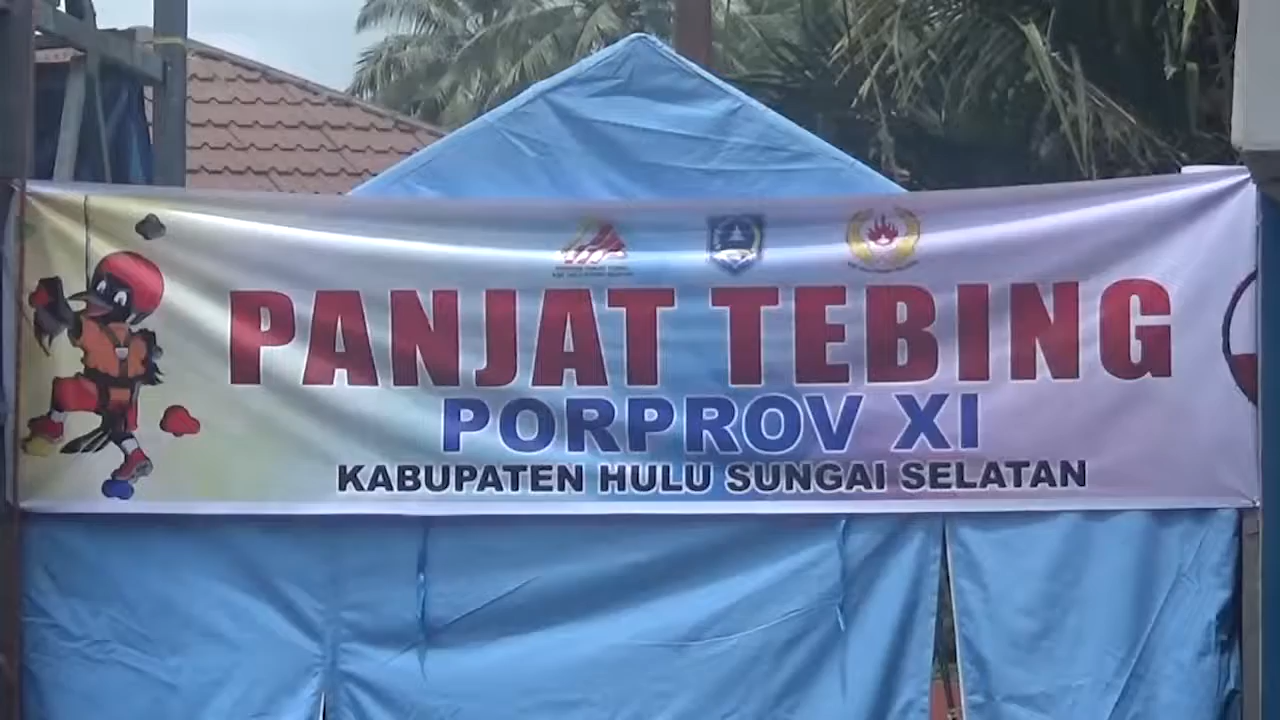 PANJAT TEBING
PORPROV XI
KABUPATEN HULU SUNGAI SELATAN